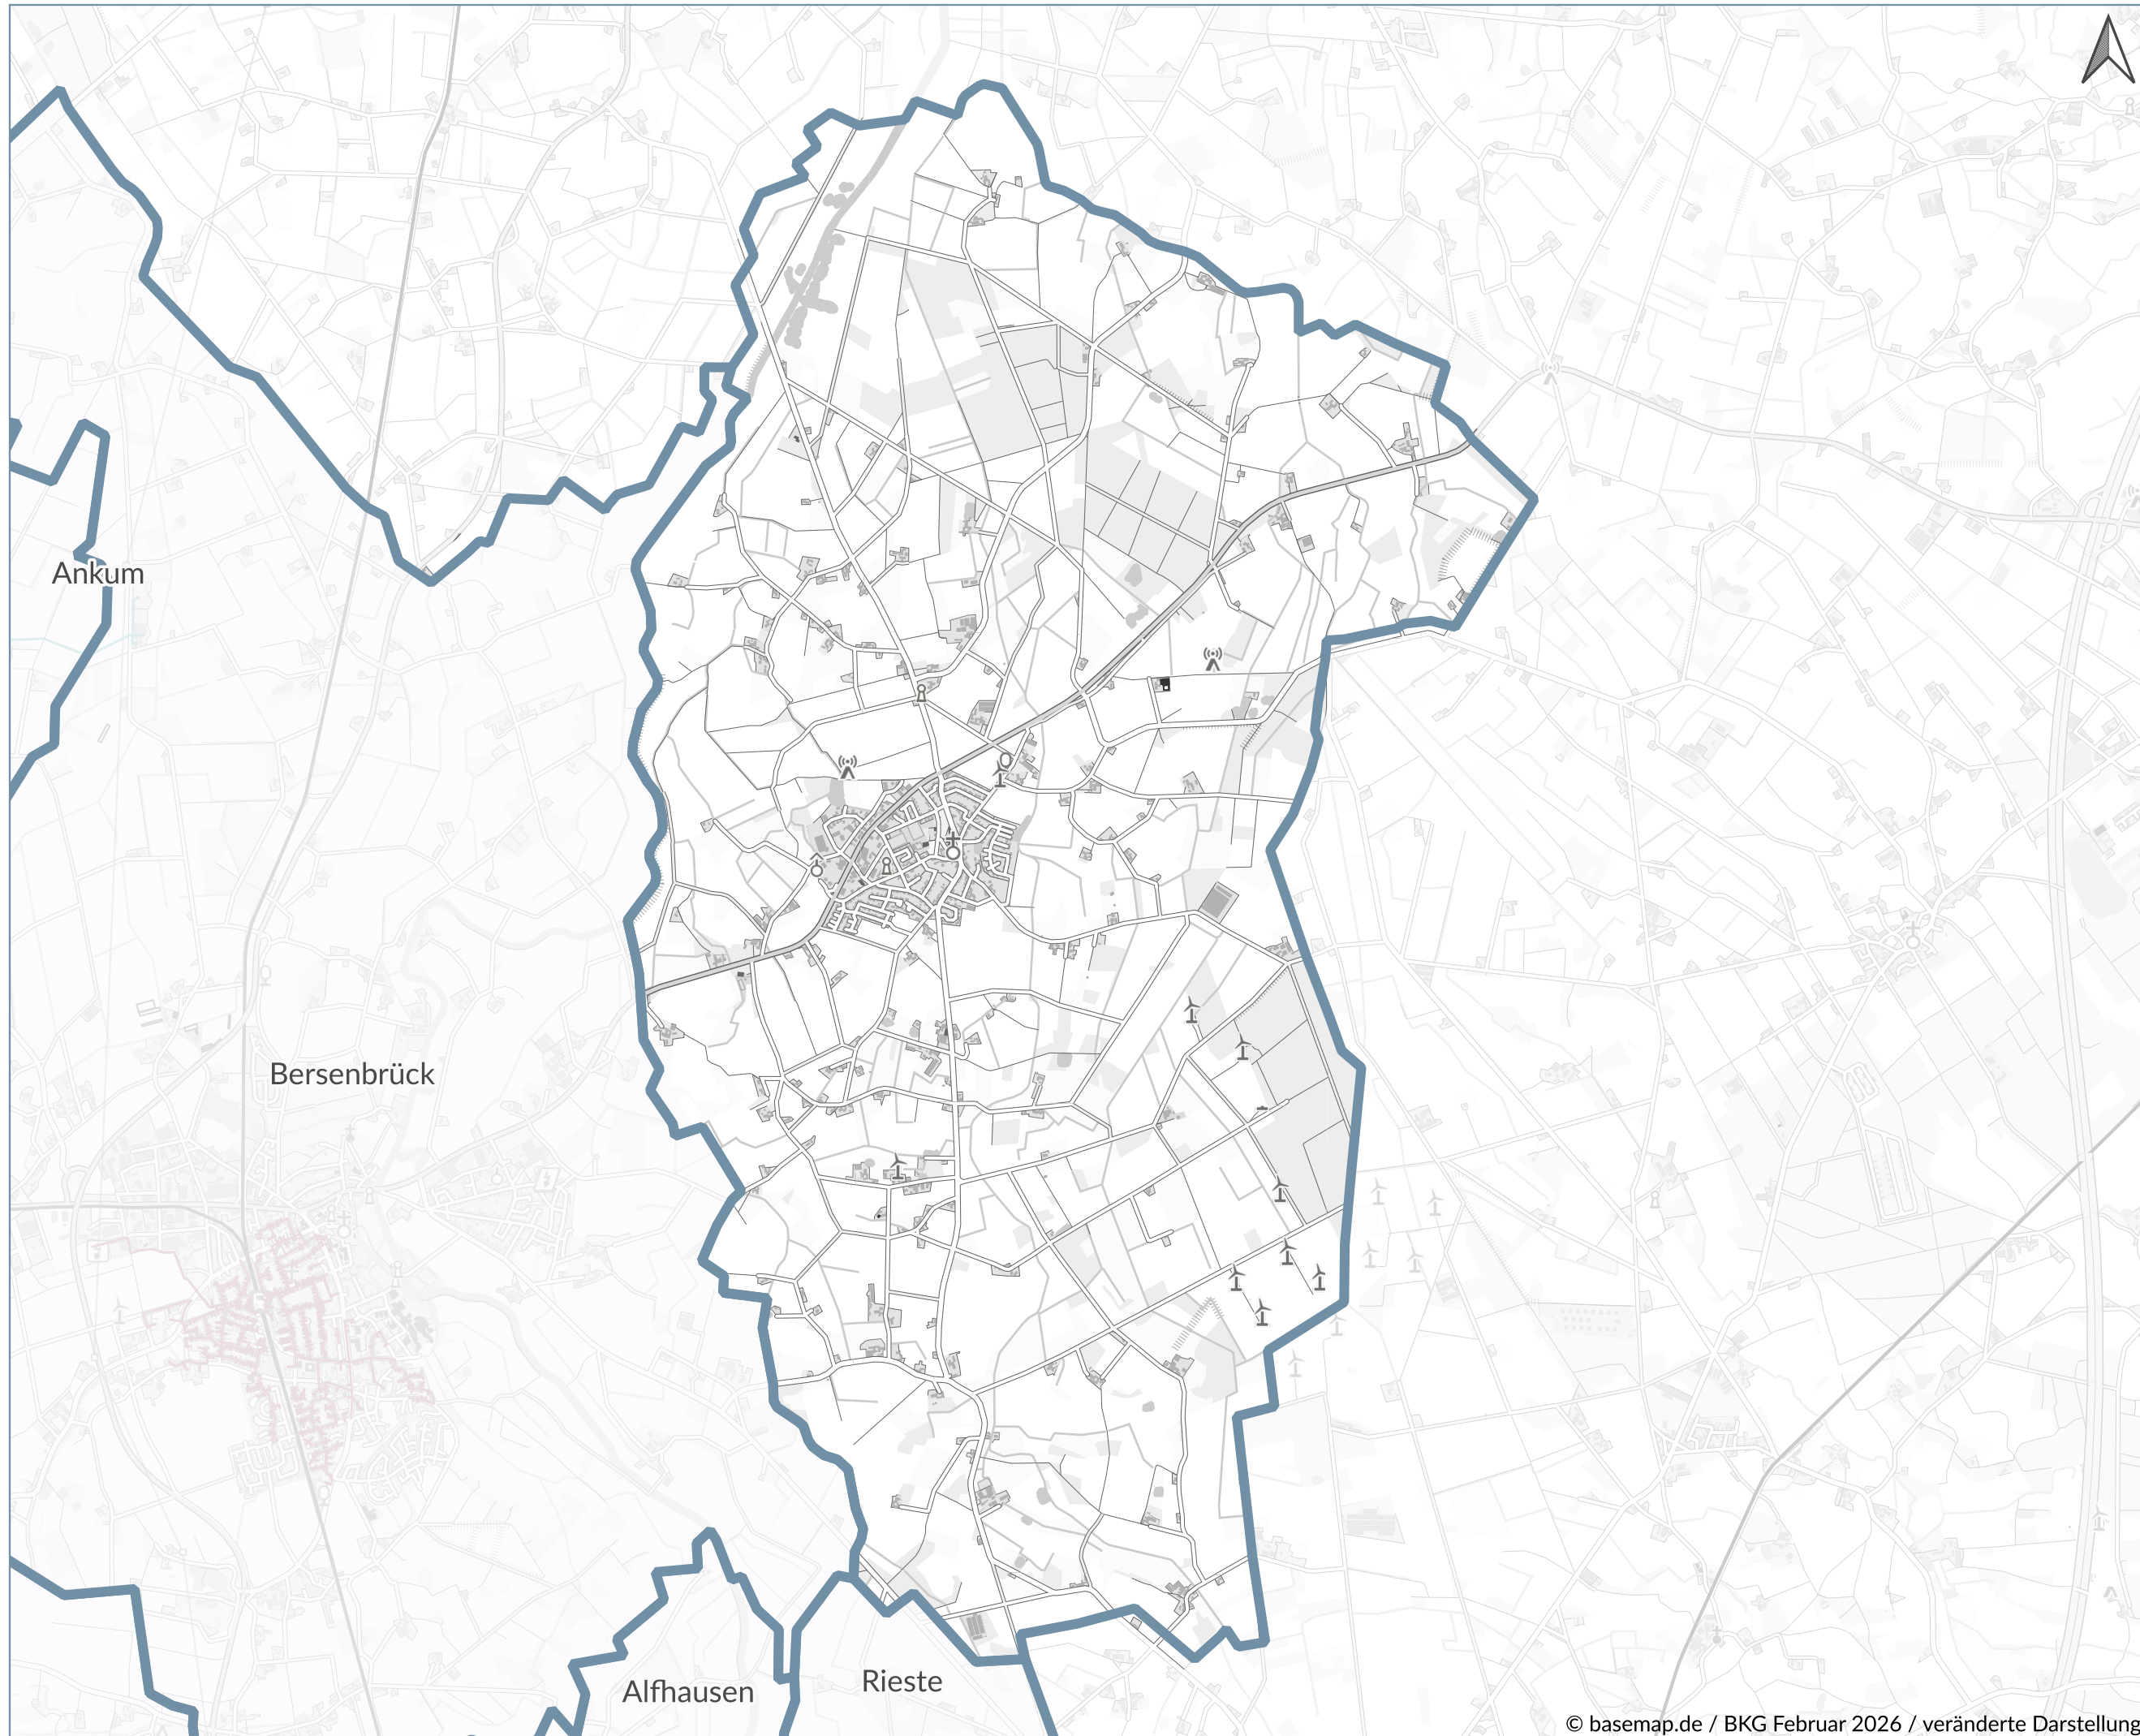 Ankum
Bersenbrück
Alfhausen
Rieste
© basemap.de / BKG Februar 2026 / veränderte Darstellung